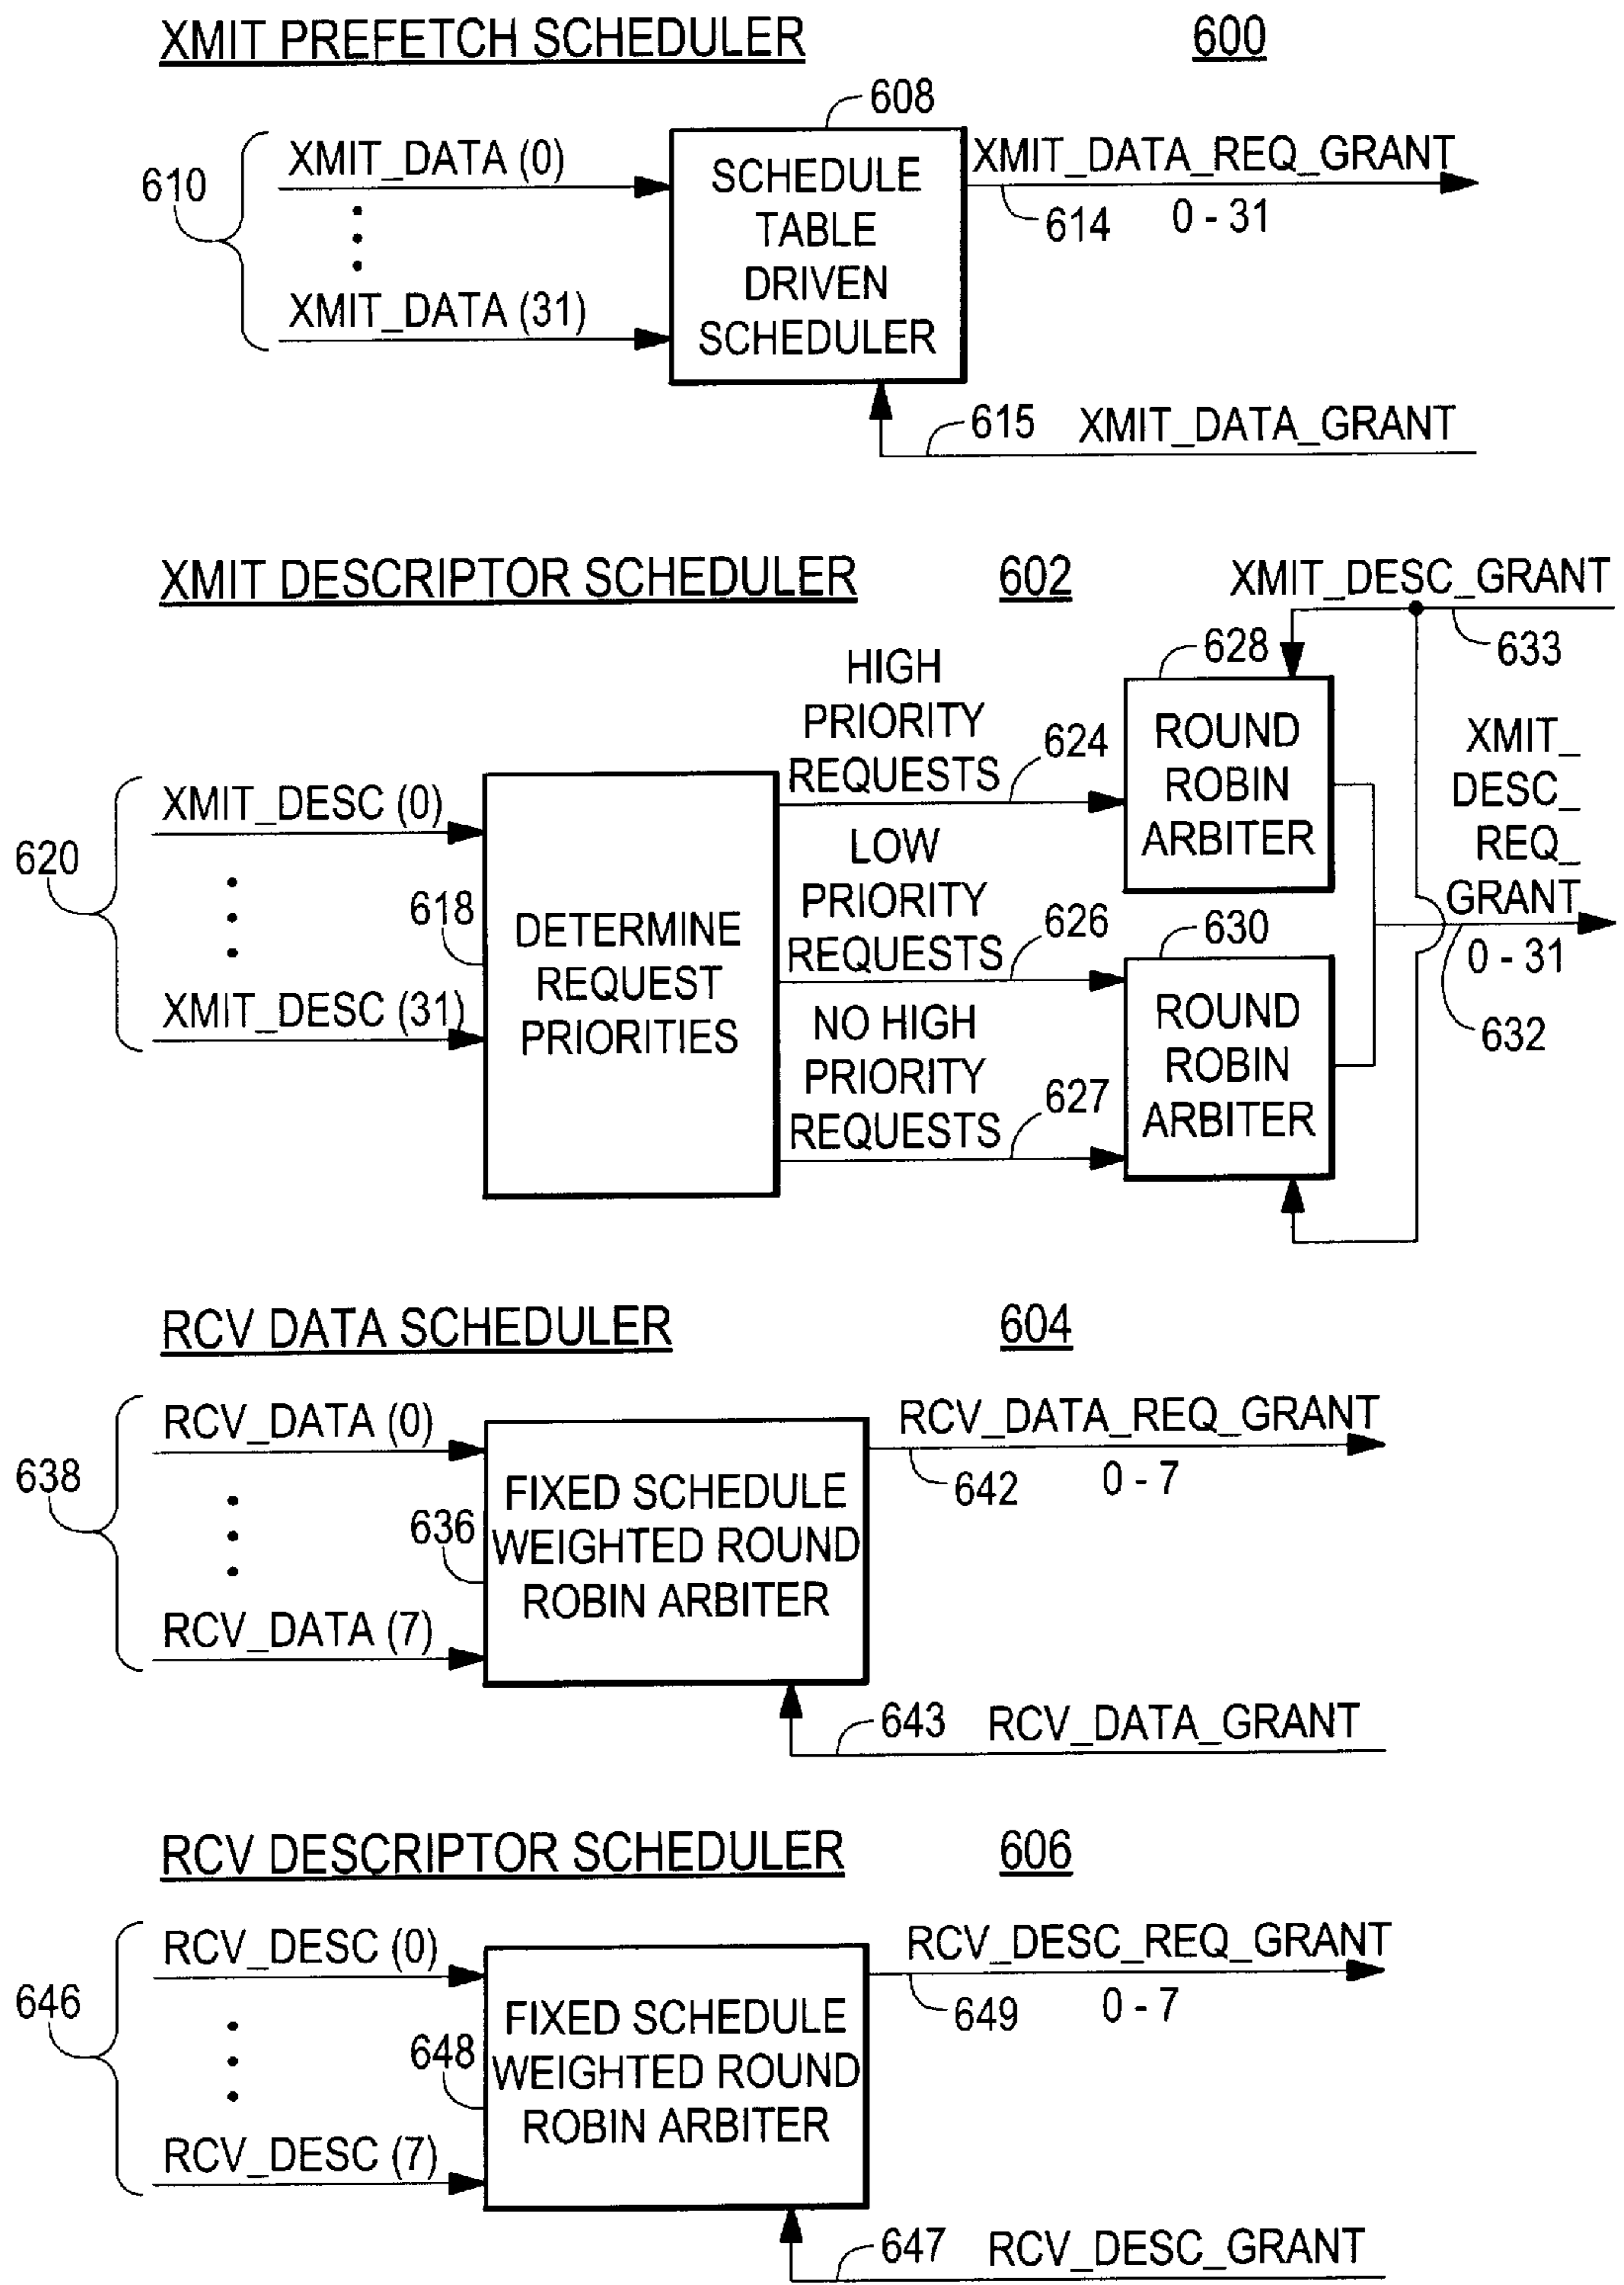 XMIT PREFETCH SCHEDULER 600
608
XMIT_DATA (0)
610
XMIT_DATA (31)
SCHEDULE
TABLE
DRIVEN
SCHEDULER
XMIT_DATA_REQ_GRANT
614 0 - 31
615 XMIT_DATA_GRANT
XMIT DESCRIPTOR SCHEDULER 602
XMIT_DESC_GRANT
633
620
XMIT_DESC (0)
XMIT_DESC (31)
618
DETERMINE
REQUEST
PRIORITIES
HIGH
PRIORITY
REQUESTS
624
LOW
PRIORITY
REQUESTS
626
NO HIGH
PRIORITY
REQUESTS
627
628
ROUND
ROBIN
ARBITER
630
ROUND
ROBIN
ARBITER
XMIT_
DESC_
REQ_
GRANT
0 - 31
632
RCV DATA SCHEDULER 604
638
RCV_DATA (0)
RCV_DATA (7)
636
FIXED SCHEDULE
WEIGHTED ROUND
ROBIN ARBITER
RCV_DATA_REQ_GRANT
642 0 - 7
643 RCV_DATA_GRANT
RCV DESCRIPTOR SCHEDULER 606
646
RCV_DESC (0)
RCV_DESC (7)
648
FIXED SCHEDULE
WEIGHTED ROUND
ROBIN ARBITER
RCV_DESC_REQ_GRANT
649 0 - 7
647 RCV_DESC_GRANT